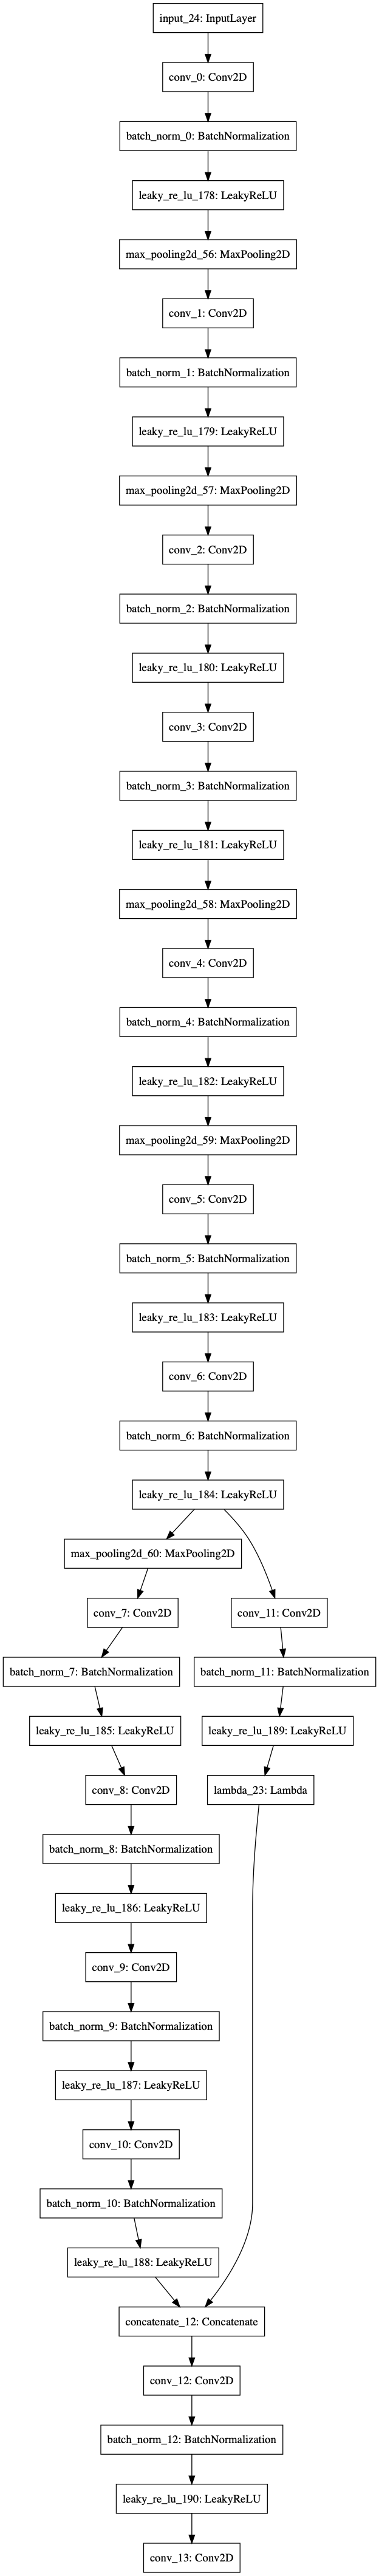 input_24: InputLayer
conv_0: Conv2D
batch_norm_0: BatchNormalization
leaky_re_lu_178: LeakyReLU
max_pooling2d_56: MaxPooling2D
conv_1: Conv2D
batch_norm_1: BatchNormalization
leaky_re_lu_179: LeakyReLU
max_pooling2d_57: MaxPooling2D
conv_2: Conv2D
batch_norm_2: BatchNormalization
leaky_re_lu_180: LeakyReLU
conv_3: Conv2D
batch_norm_3: BatchNormalization
leaky_re_lu_181: LeakyReLU
max_pooling2d_58: MaxPooling2D
conv_4: Conv2D
batch_norm_4: BatchNormalization
leaky_re_lu_182: LeakyReLU
max_pooling2d_59: MaxPooling2D
conv_5: Conv2D
batch_norm_5: BatchNormalization
leaky_re_lu_183: LeakyReLU
conv_6: Conv2D
batch_norm_6: BatchNormalization
leaky_re_lu_184: LeakyReLU
max_pooling2d_60: MaxPooling2D
conv_7: Conv2D
conv_11: Conv2D
batch_norm_7: BatchNormalization
batch_norm_11: BatchNormalization
leaky_re_lu_185: LeakyReLU
leaky_re_lu_189: LeakyReLU
conv_8: Conv2D
lambda_23: Lambda
batch_norm_8: BatchNormalization
leaky_re_lu_186: LeakyReLU
conv_9: Conv2D
batch_norm_9: BatchNormalization
leaky_re_lu_187: LeakyReLU
conv_10: Conv2D
batch_norm_10: BatchNormalization
leaky_re_lu_188: LeakyReLU
concatenate_12: Concatenate
conv_12: Conv2D
batch_norm_12: BatchNormalization
leaky_re_lu_190: LeakyReLU
conv_13: Conv2D